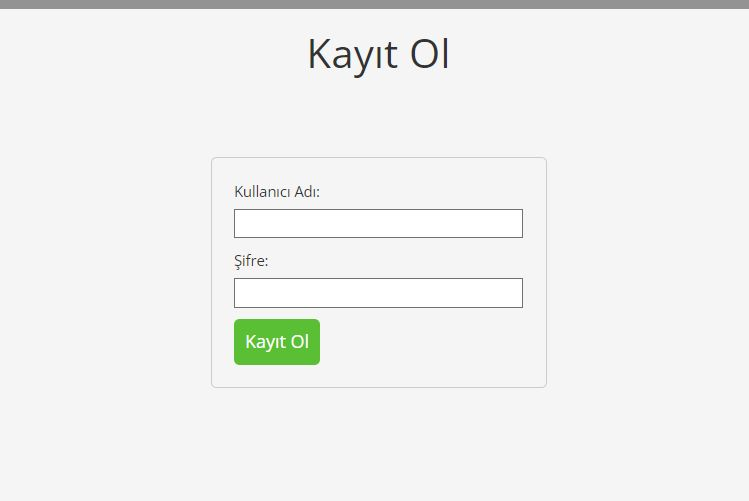 Kayıt Ol
Kullanıcı Adı:
Şifre:
Kayıt Ol